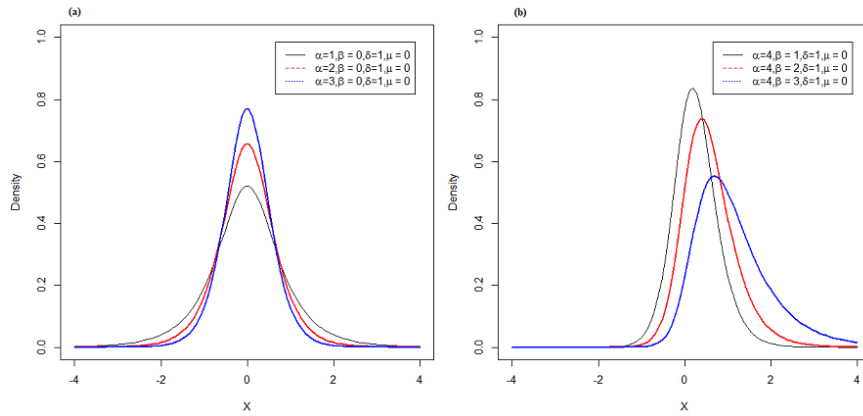 (a)
α=1,β = 0,δ=1,μ = 0
α=2,β = 0,δ=1,μ = 0
α=3,β = 0,δ=1,μ = 0
Density
1.0
0.8
0.6
0.4
0.2
0.0
-4
-2
0
2
4
X
(b)
α=4,β = 1,δ=1,μ = 0
α=4,β = 2,δ=1,μ = 0
α=4,β = 3,δ=1,μ = 0
Density
1.0
0.8
0.6
0.4
0.2
0.0
-4
-2
0
2
4
X